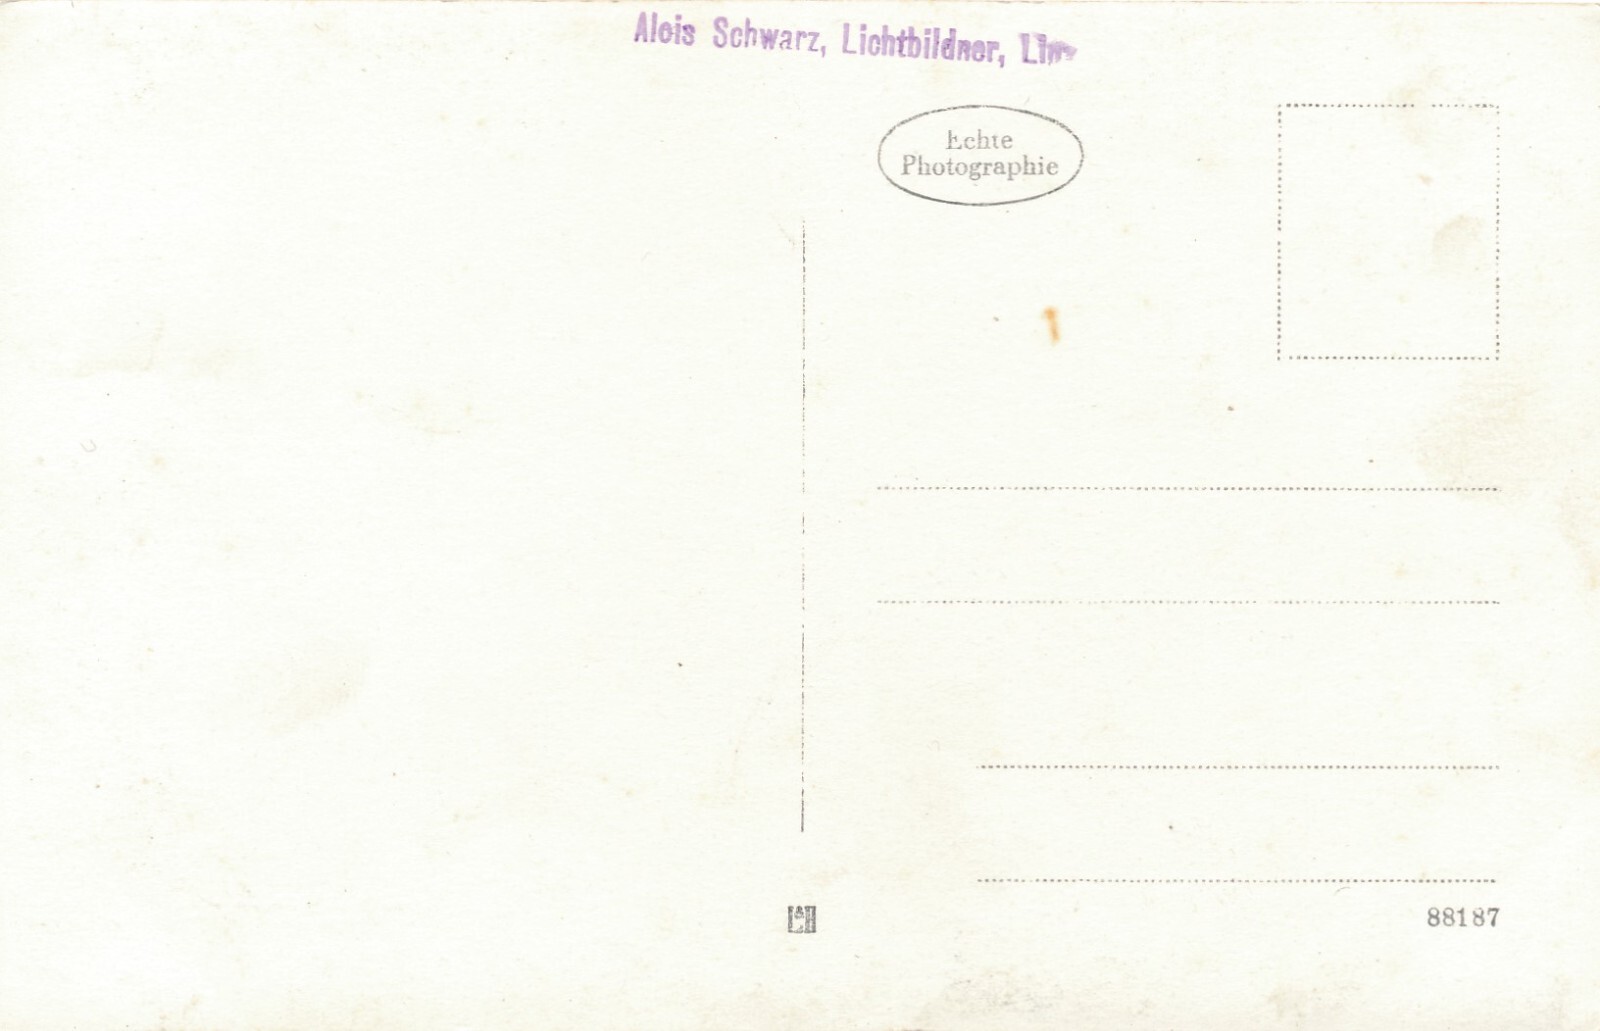 Alois Schwarz, Lichtbildner,
Echte
Photographie
88187